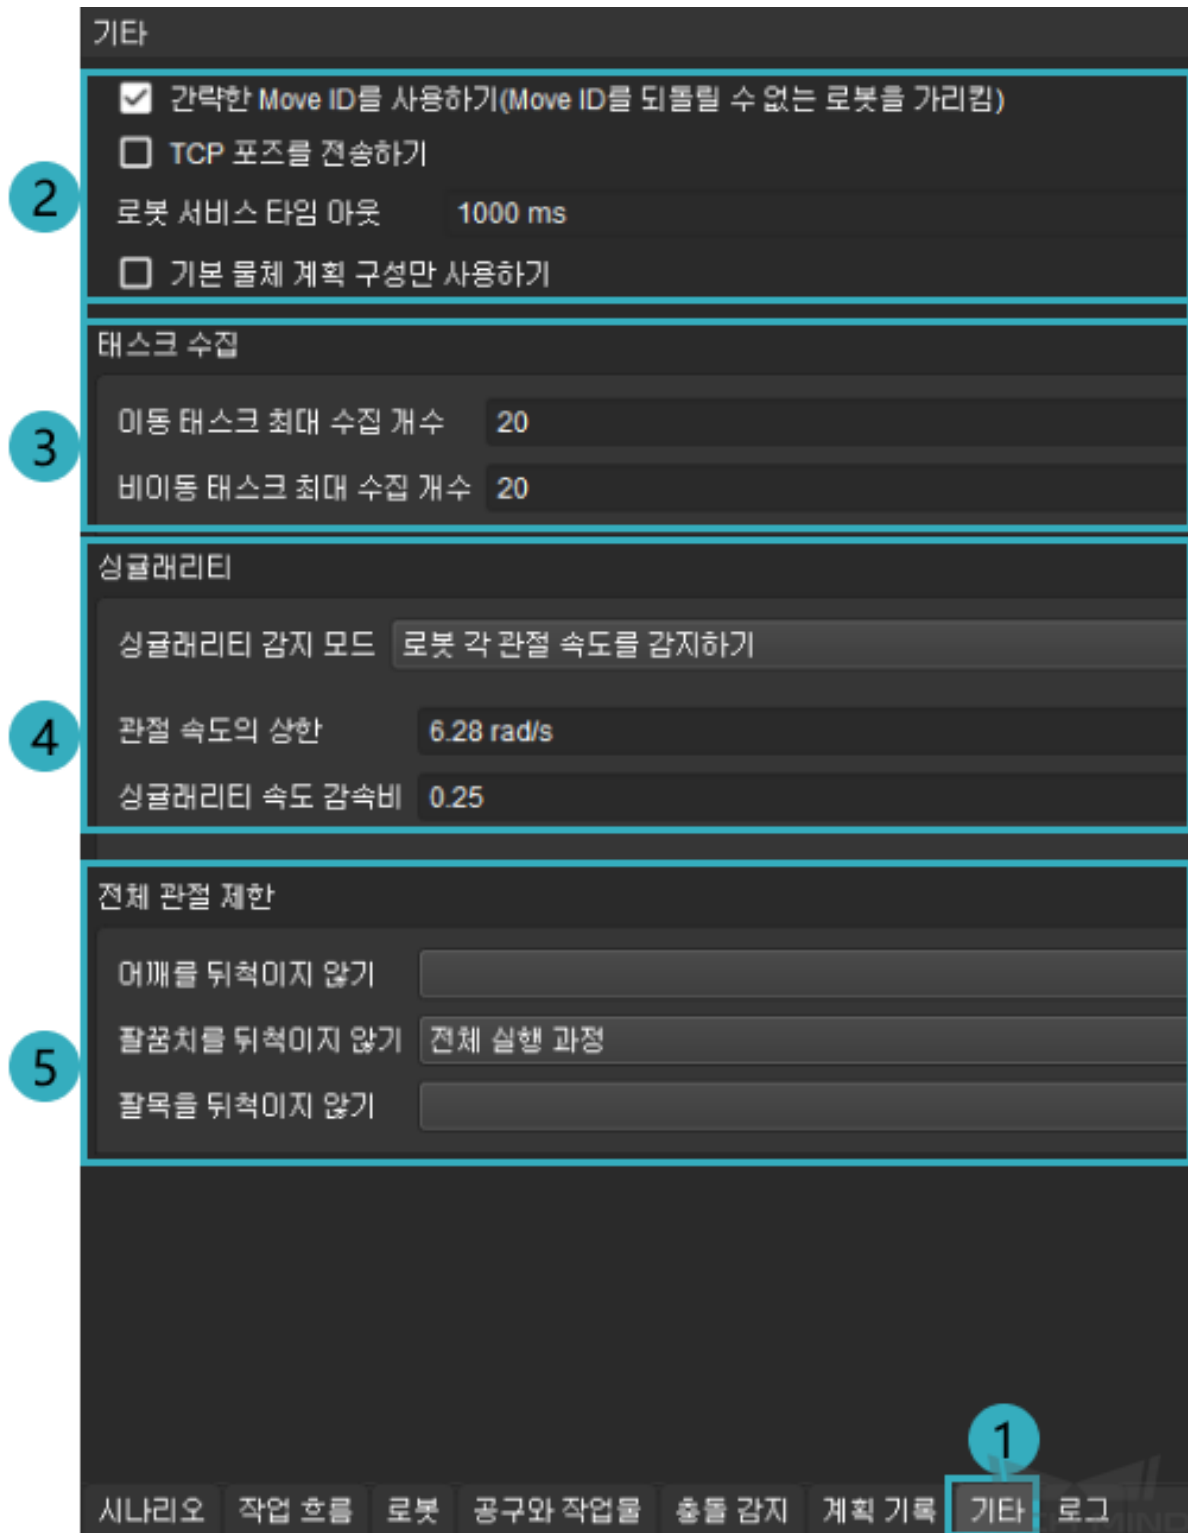 기타
간략한 Move ID를 사용하기(Move ID를 되돌릴 수 없는 로봇을 가리킴)
TCP 포즈를 전송하기
2
로봇 서비스 타임 아웃 1000 ms
기본 물체 계획 구성만 사용하기
태스크 수집
이동 태스크 최대 수집 개수 20
3
비이동 태스크 최대 수집 개수 20
싱귤래리티
싱귤래리티 감지 모드 로봇 각 관절 속도를 감지하기
4
관절 속도의 상한 6.28 rad/s
싱귤래리티 속도 감속비 0.25
전체 관절 제한
어깨를 뒤척이지 않기
팔꿈치를 뒤척이지 않기 전체 실행 과정
5
팔목을 뒤척이지 않기
1
시나리오 작업 흐름 로봇 공구와 작업물 충돌 감지 계획 기록 기타 로그